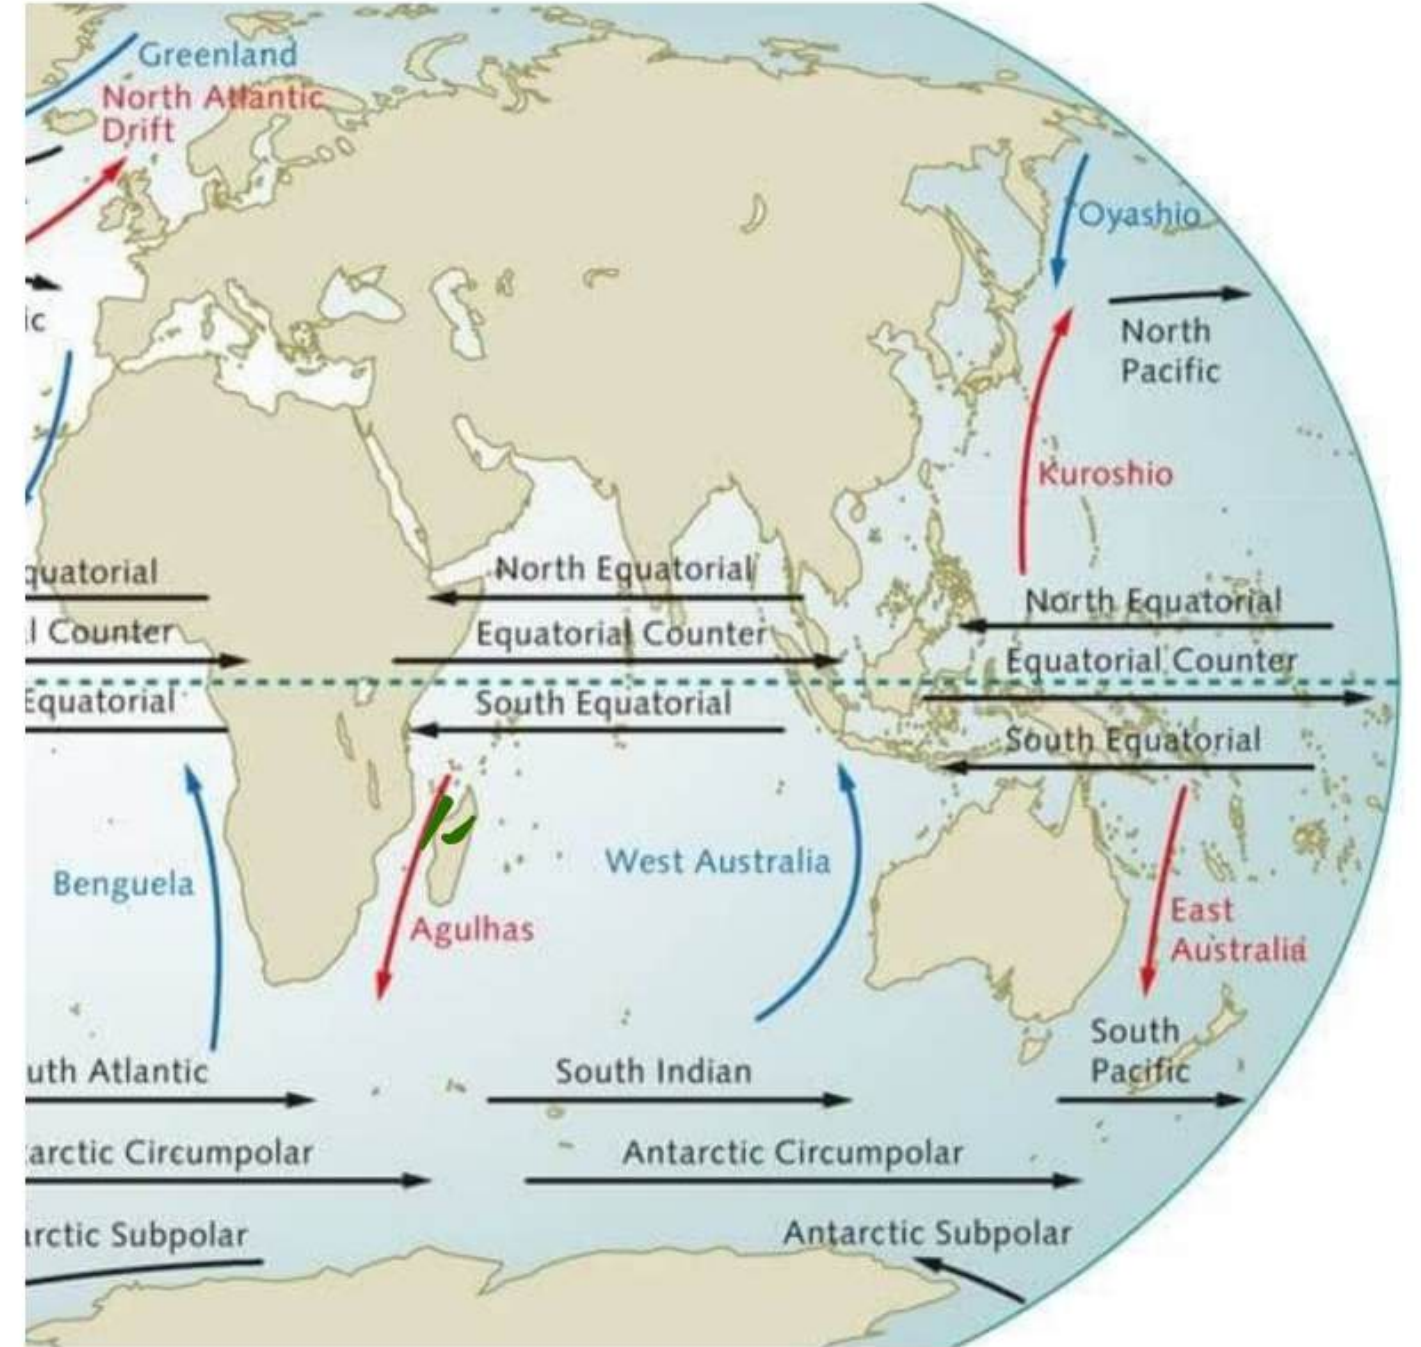 Greenland
North Atlantic
Drift
Oyashio
ic
North
Pacific
Kuroshio
quatorial
North Equatorial
North Equatorial
l Counter
Equatorial Counter
Equatorial Counter
Equatorial
South Equatorial
South Equatorial
Benguela
West Australia
Agulhas
East
Australia
South
Pacific
uth Atlantic
South Indian
arctic Circumpolar
Antarctic Circumpolar
arctic Subpolar
Antarctic Subpolar